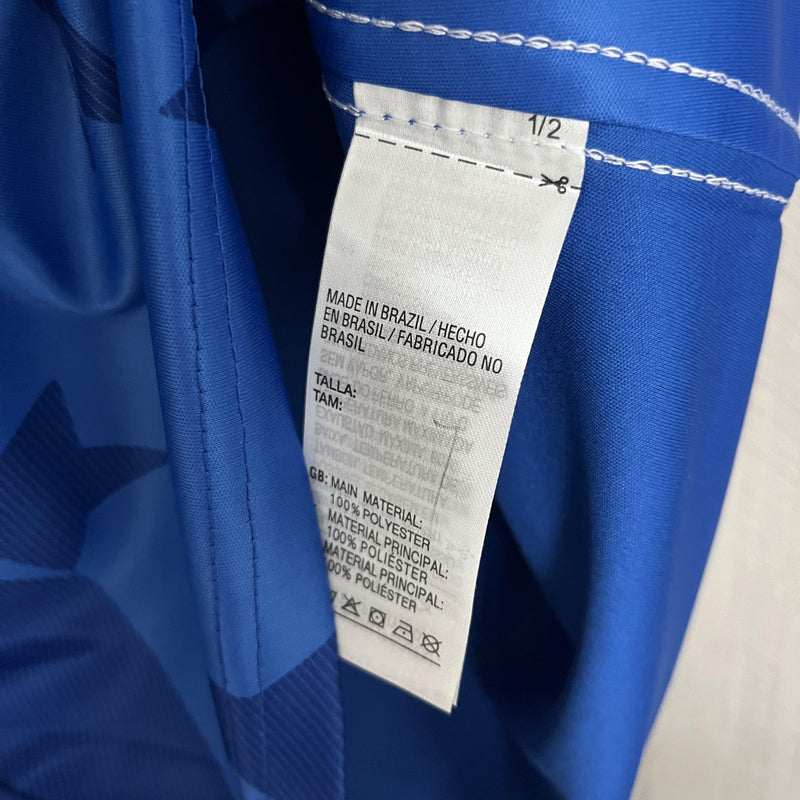 1/2
MADE IN BRAZIL / HECHO
EN BRASIL / FABRICADO NO
BRASIL
TALLA:
TAM:
GB: MAIN MATERIAL:
100% POLYESTER
MATERIAL PRINCIPAL:
100% POLIÉSTER
MATERIAL PRINCIPAL:
100% POLIÉSTER